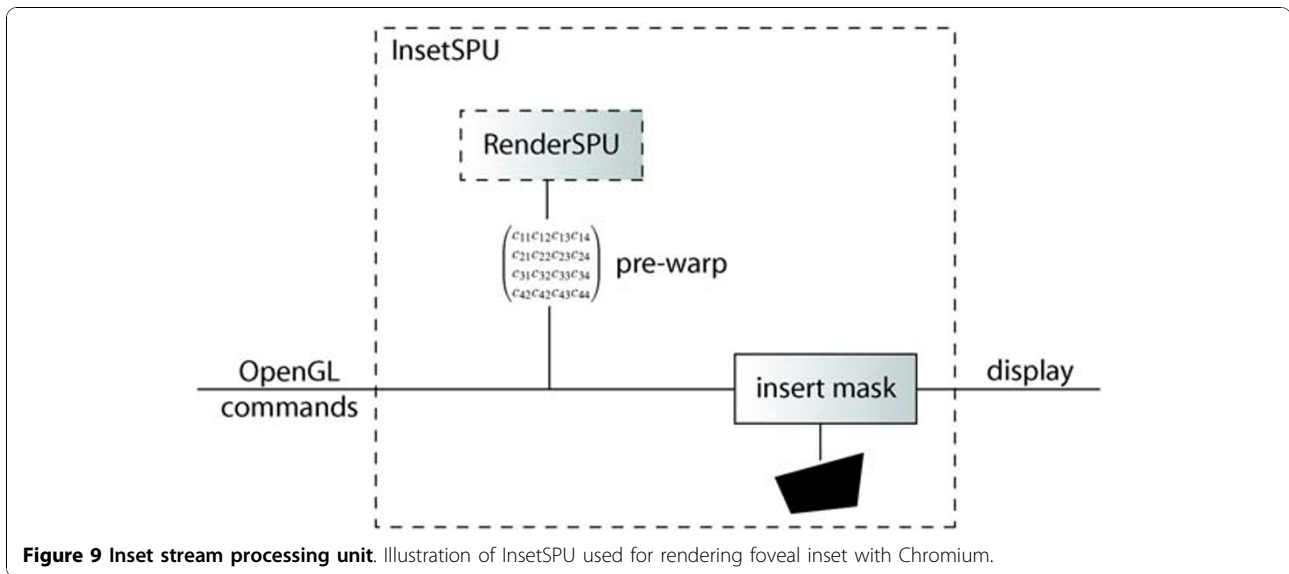 InsetSPU
RenderSPU
c11c12c13c14
c21c22c23c24
c31c32c33c34
c42c42c43c44
pre-warp
OpenGL
commands
insert mask
display
Figure 9 Inset stream processing unit. Illustration of InsetSPU used for rendering foveal inset with Chromium.